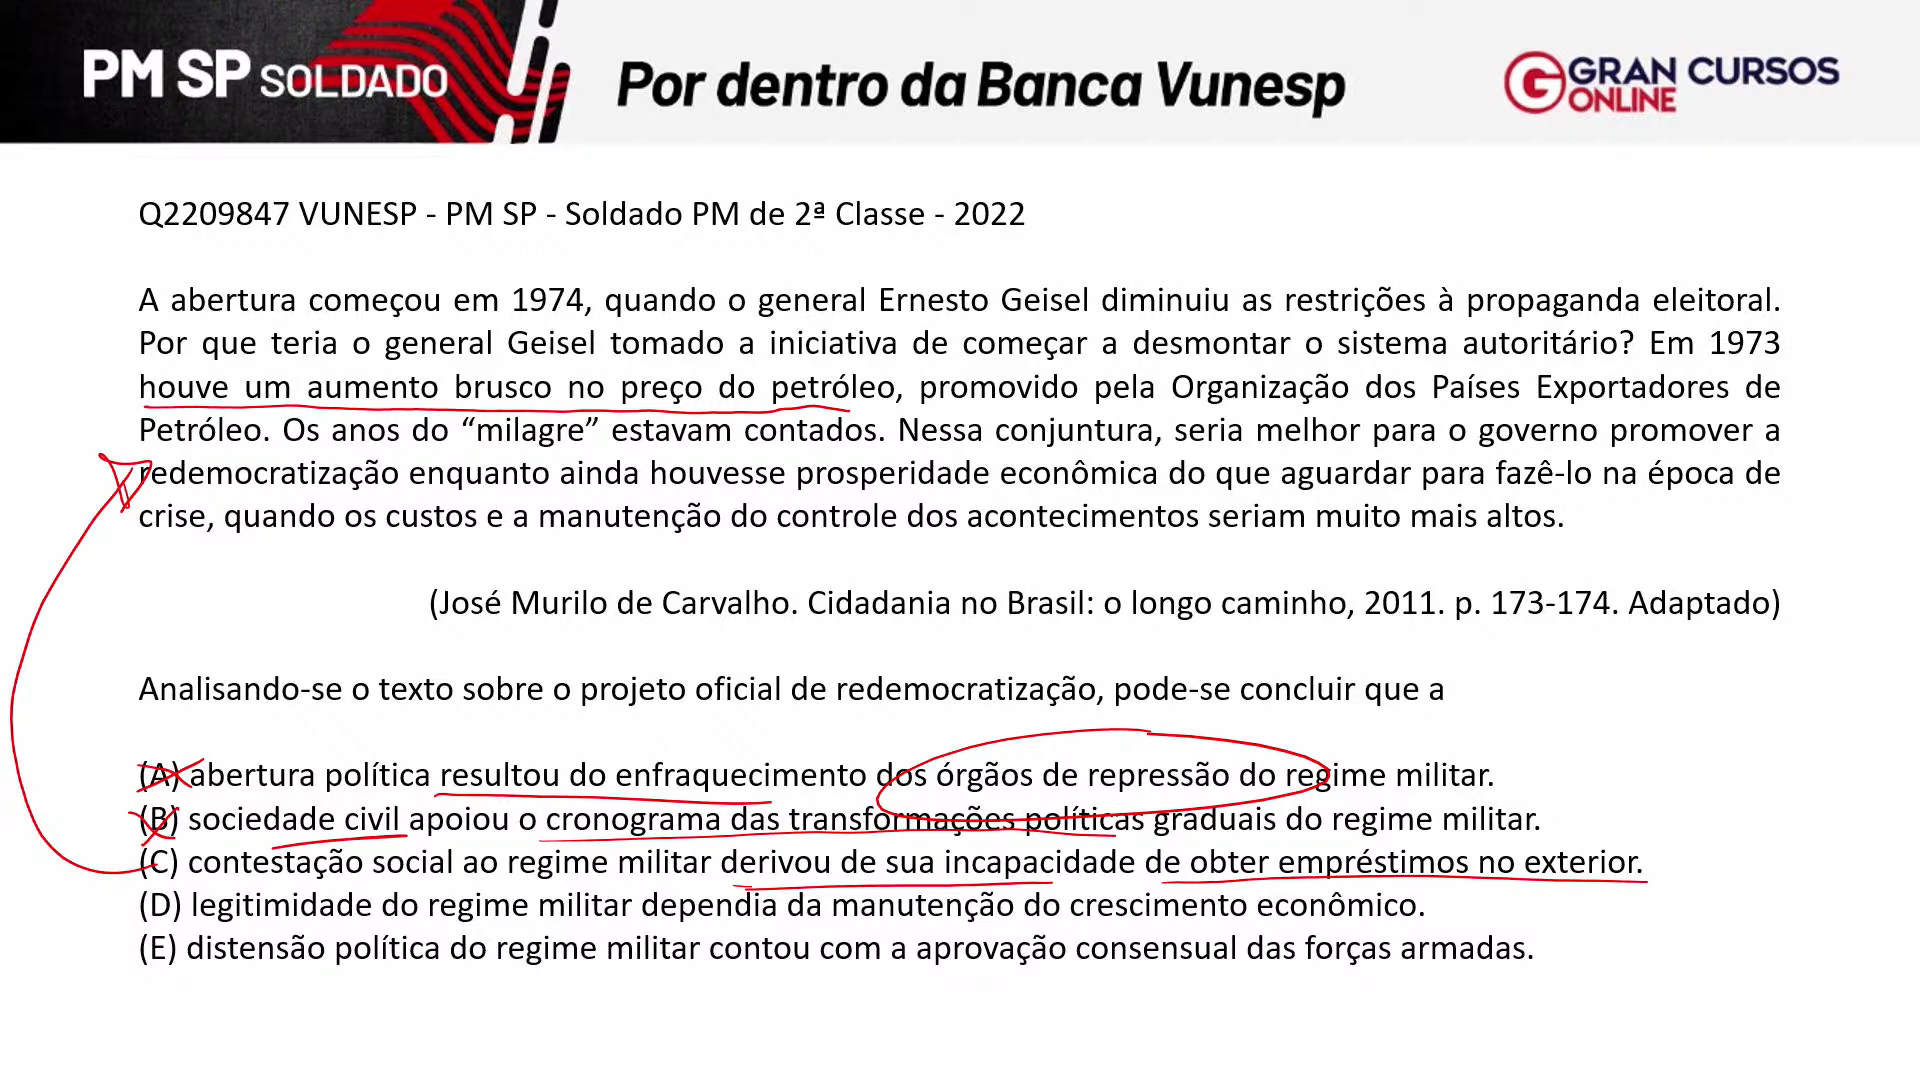 PM SP SOLDADO
Por dentro da Banca Vunesp
GRAN CURSOS
ONLINE
Q2209847 VUNESP - PM SP - Soldado PM de 2ª Classe - 2022
A abertura começou em 1974, quando o general Ernesto Geisel diminuiu as restrições à propaganda eleitoral.
Por que teria o general Geisel tomado a iniciativa de começar a desmontar o sistema autoritário? Em 1973
houve um aumento brusco no preço do petróleo, promovido pela Organização dos Países Exportadores de
Petróleo. Os anos do “milagre” estavam contados. Nessa conjuntura, seria melhor para o governo promover a
redemocratização enquanto ainda houvesse prosperidade econômica do que aguardar para fazê-lo na época de
crise, quando os custos e a manutenção do controle dos acontecimentos seriam muito mais altos.
(José Murilo de Carvalho. Cidadania no Brasil: o longo caminho, 2011. p. 173-174. Adaptado)
Analisando-se o texto sobre o projeto oficial de redemocratização, pode-se concluir que a
(A) abertura política resultou do enfraquecimento dos órgãos de repressão do regime militar.
(B) sociedade civil apoiou o cronograma das transformações políticas graduais do regime militar.
(C) contestação social ao regime militar derivou de sua incapacidade de obter empréstimos no exterior.
(D) legitimidade do regime militar dependia da manutenção do crescimento econômico.
(E) distensão política do regime militar contou com a aprovação consensual das forças armadas.